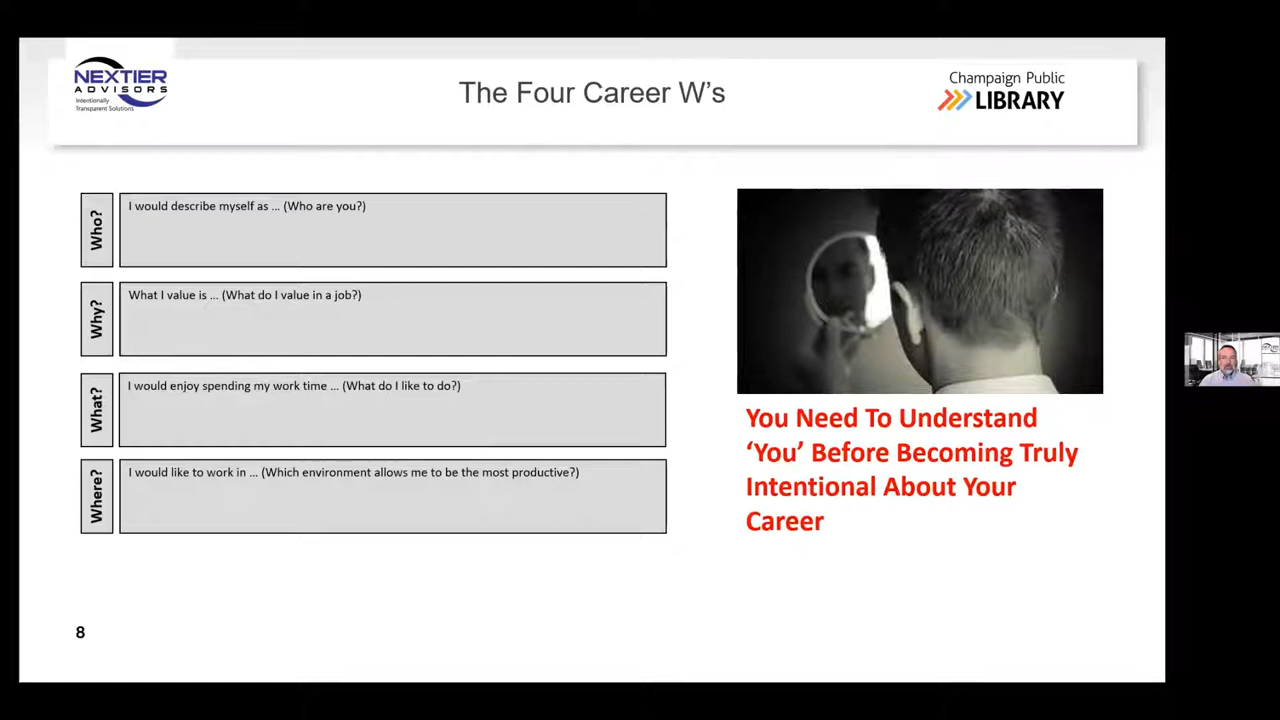 NEXTIER
ADVISORS
Intentionally
Transparent Solutions
The Four Career W's
Champaign Public
LIBRARY
Who?
I would describe myself as ... (Who are you?)
Why?
What I value is ... (What do I value in a job?)
What?
I would enjoy spending my work time ... (What do I like to do?)
Where?
I would like to work in ... (Which environment allows me to be the most productive?)
You Need To Understand
‘You’ Before Becoming Truly
Intentional About Your
Career
8